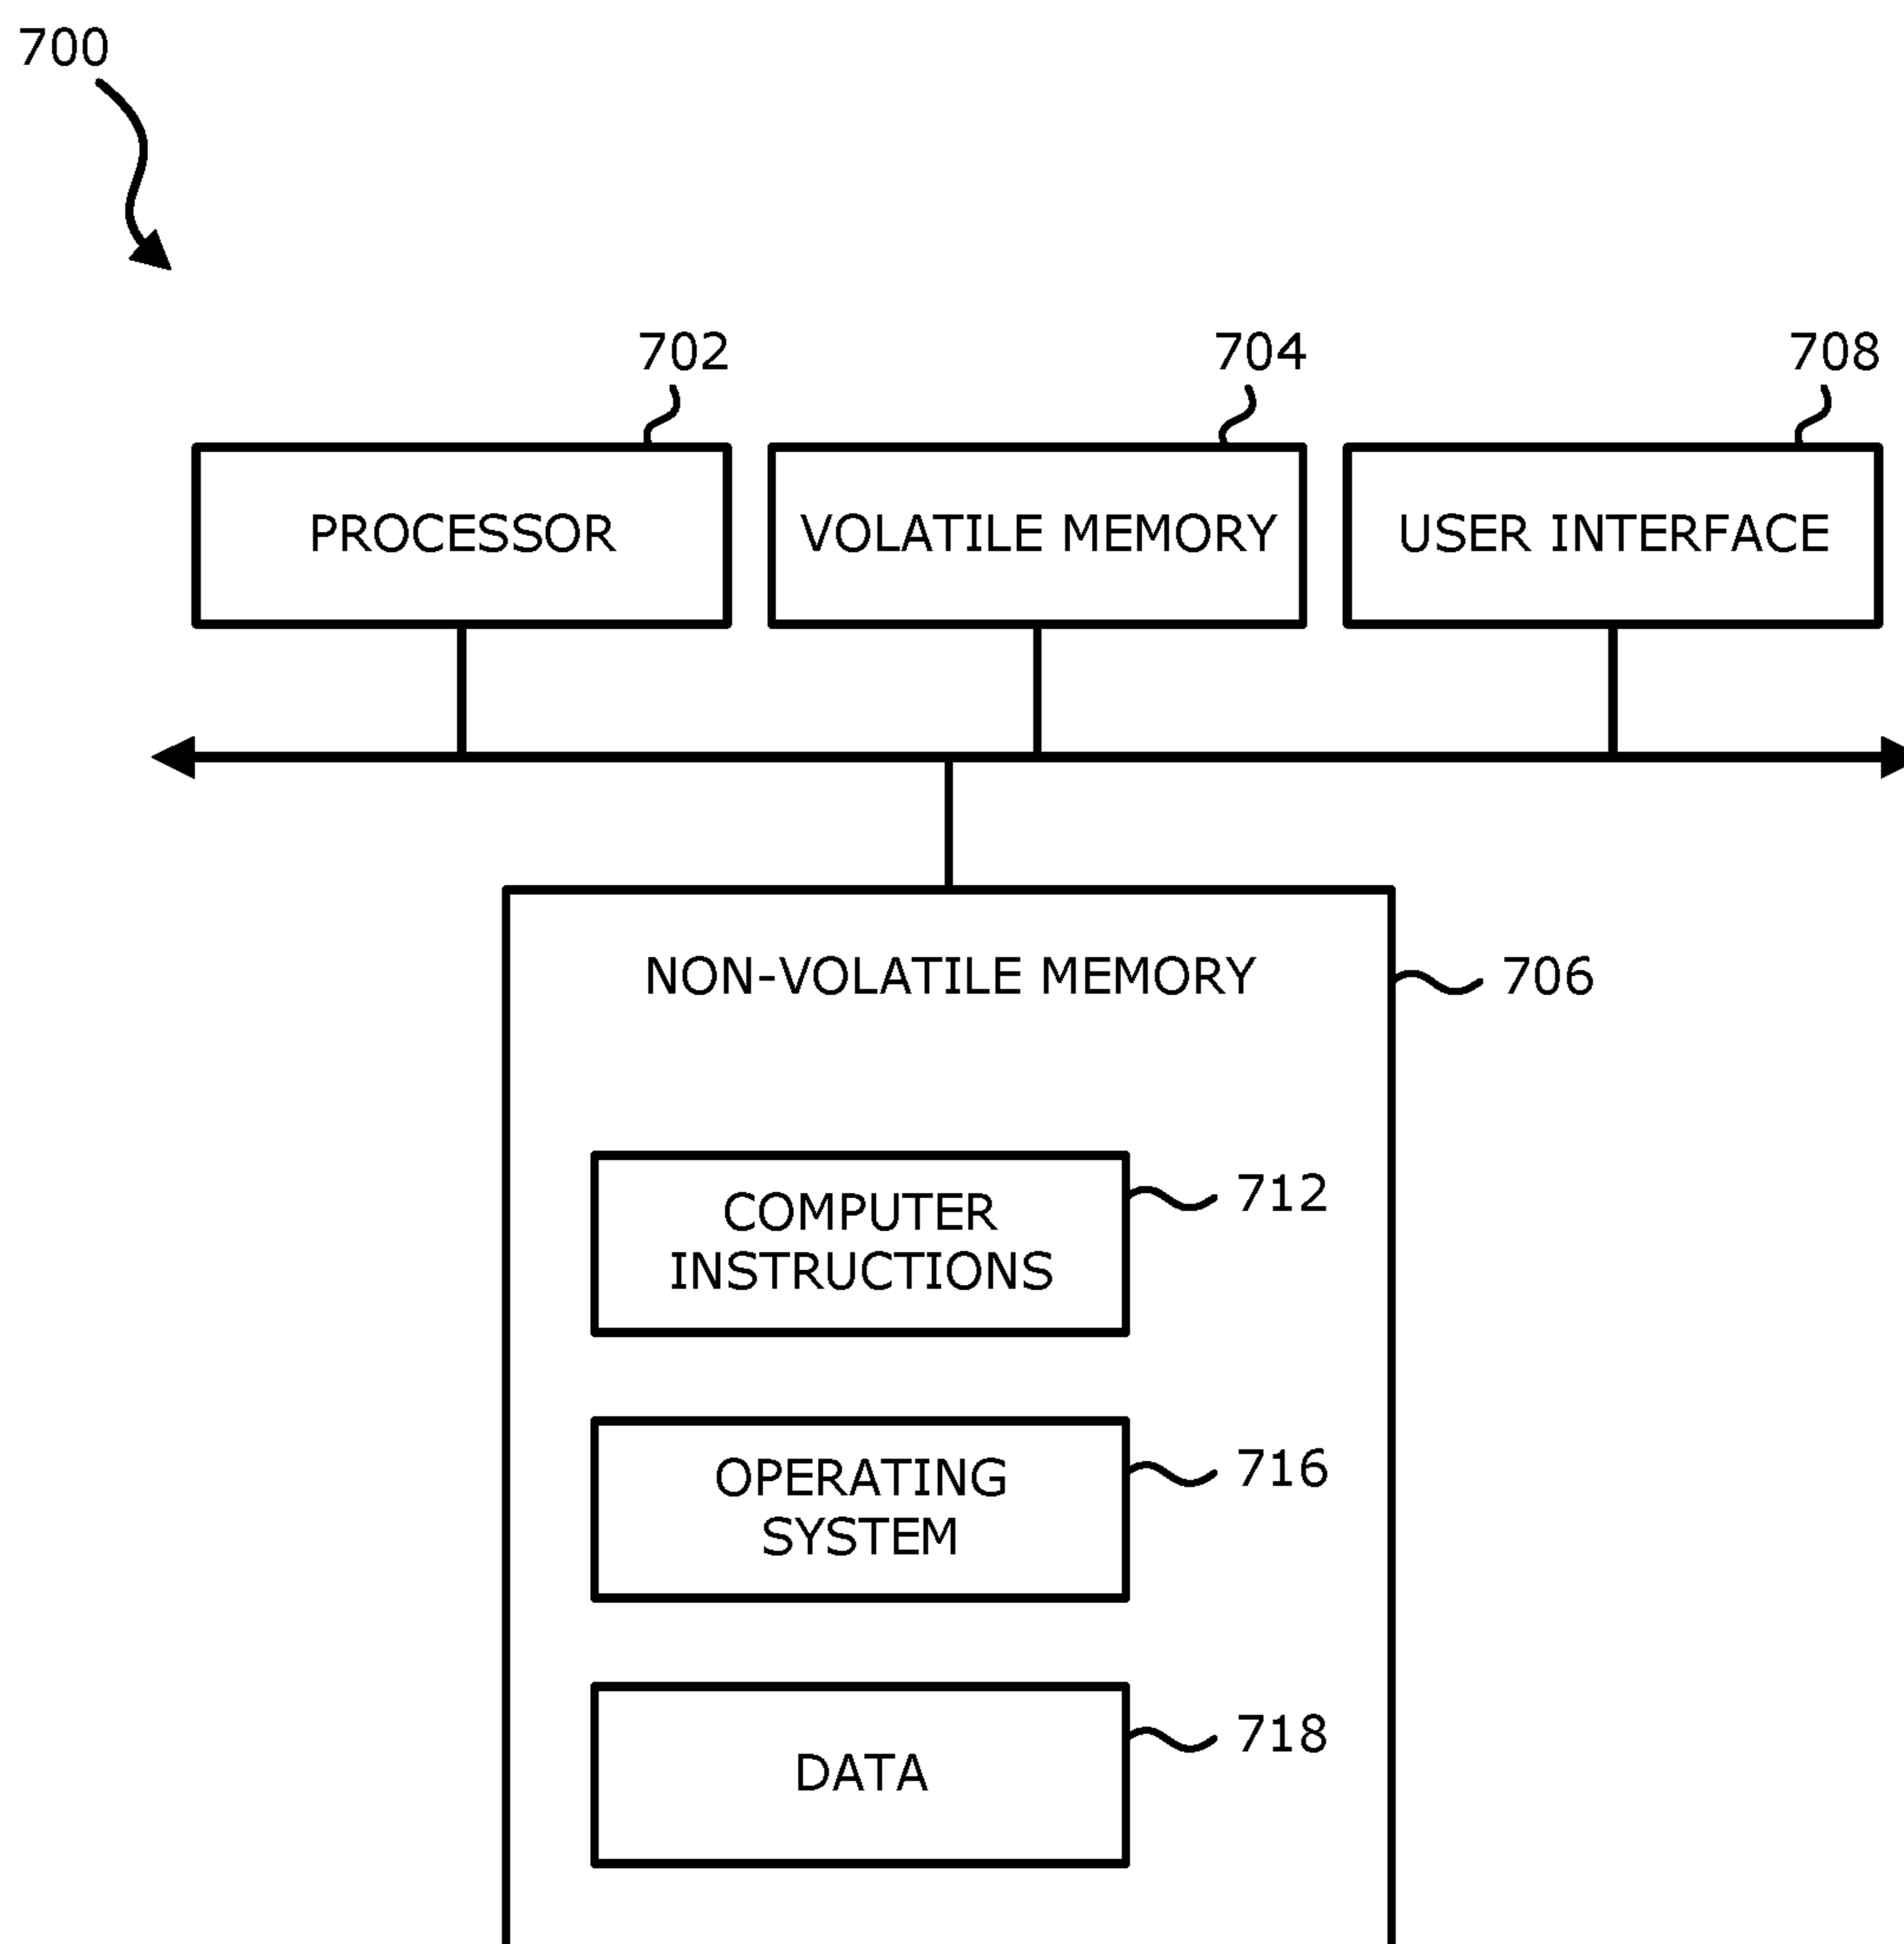 700
702
704
708
PROCESSOR
VOLATILE MEMORY
USER INTERFACE
NON-VOLATILE MEMORY
706
COMPUTER
INSTRUCTIONS
712
OPERATING
SYSTEM
716
DATA
718